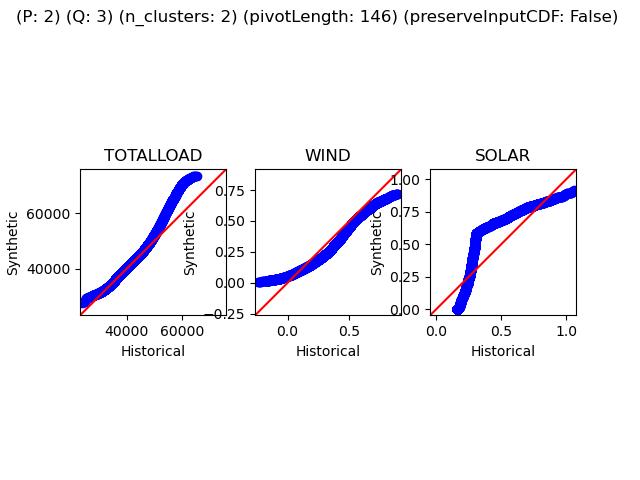 (P: 2) (Q: 3) (n_clusters: 2) (pivotLength: 146) (preserveInputCDF: False)
TOTALLOAD
60000
40000
Synthetic
40000 60000
Historical
WIND
0.75
0.50
0.25
0.00
−0.25
Synthetic
0.0 0.5
Historical
SOLAR
1.00
0.75
0.50
0.25
0.00
Synthetic
0.0 0.5 1.0
Historical